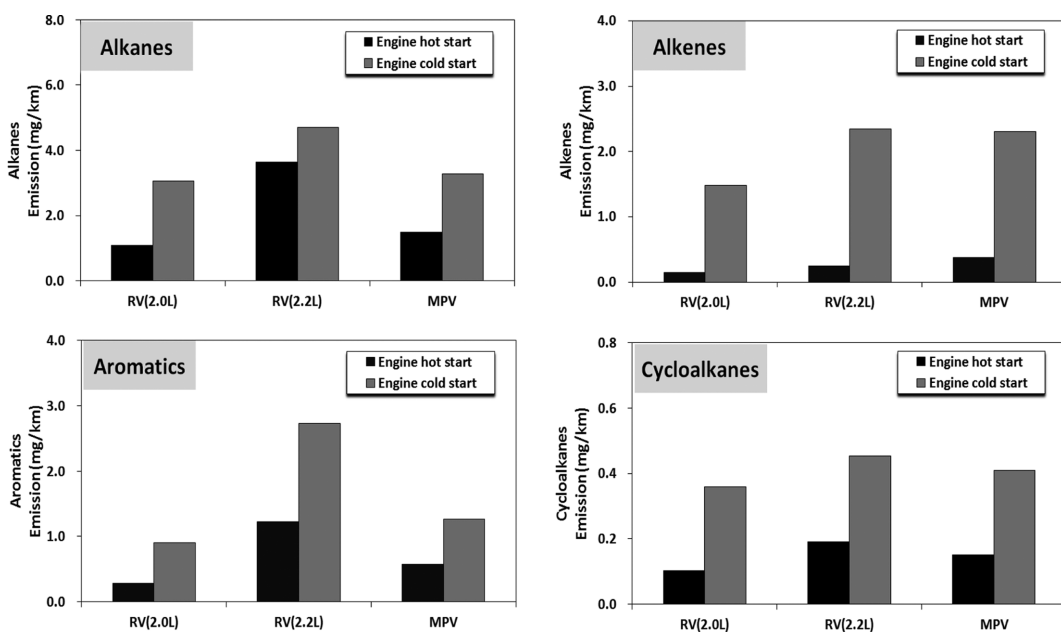 Alkanes
Engine hot start
Engine cold start
Alkanes
Emission (mg/km)
8.0
6.0
4.0
2.0
0.0
RV(2.0L) RV(2.2L) MPV
Alkenes
Engine hot start
Engine cold start
Alkenes
Emission (mg/km)
4.0
3.0
2.0
1.0
0.0
RV(2.0L) RV(2.2L) MPV
Aromatics
Engine hot start
Engine cold start
Aromatics
Emission (mg/km)
4.0
3.0
2.0
1.0
0.0
RV(2.0L) RV(2.2L) MPV
Cycloalkanes
Engine hot start
Engine cold start
Cycloalkanes
Emission (mg/km)
0.8
0.6
0.4
0.2
0.0
RV(2.0L) RV(2.2L) MPV